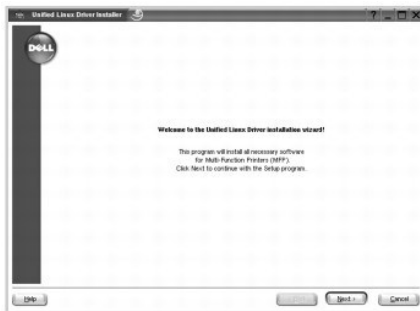 Unified Linux Driver Installer
DELL
Welcome to the Unified Linux Driver installation wizard!
This program will install all necessary software
for Multi-Function Printers (MFP).
Click Next to continue with the Setup program.
Help
Next >
Cancel